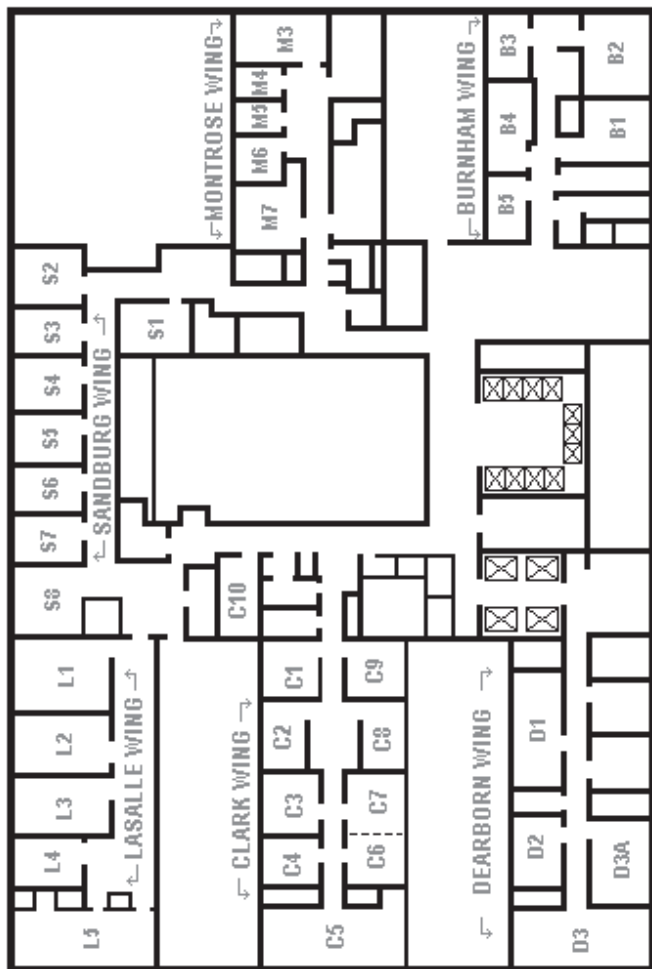 L5 L4 L3 L2 L1 S8 S7 S6 S5 S4 S3 S2
SANDBURG WING
LASALLE WING
S1
MONTROSE WING
C10
CLARK WING
M6 M5 M4
M7 M3
C4 C3 C2 C1
C5
C6 C7 C8 C9
BURNHAM WING
DEARBORN WING
B5 B4 B3
D2 D1
D3 D3A
B1 B2